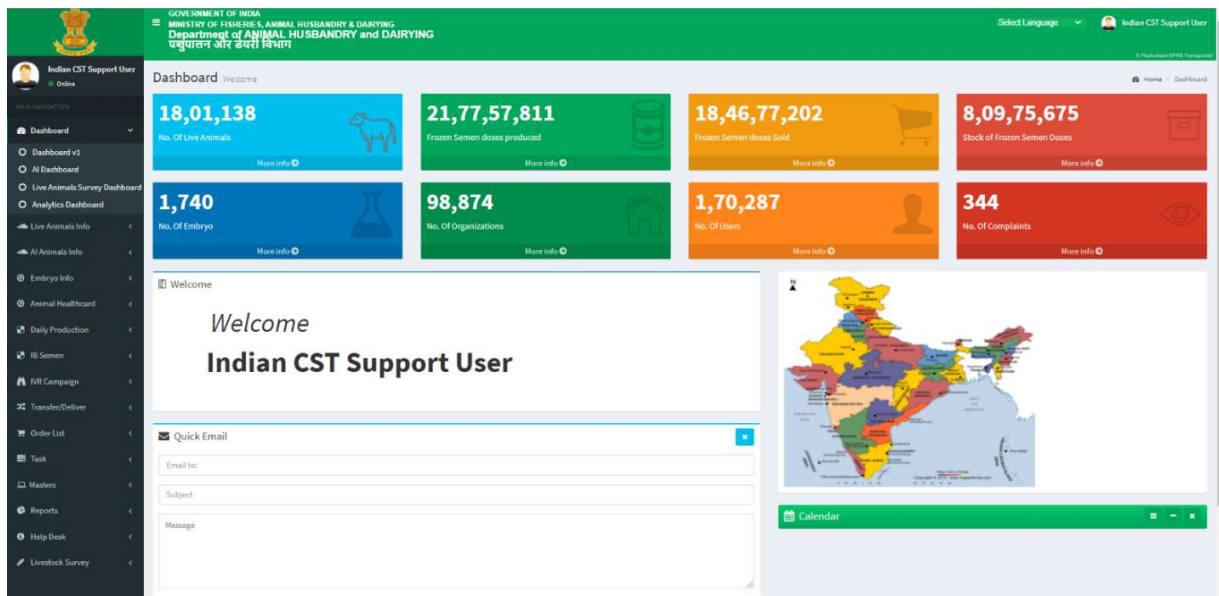 GOVERNMENT OF INDIA
MINISTRY OF FISHERIES, ANIMAL HUSBANDRY & DAIRYING
Department of ANIMAL HUSBANDRY and DAIRYING
पशुपालन और डेयरी विभाग
Select Language
Indian CST Support User
Indian CST Support User
Online
MAIN NAVIGATION
Dashboard
Dashboard v1
AI Dashboard
Live Animals Survey Dashboard
Analytics Dashboard
Live Animals Info
AI Animals Info
Embryo Info
Animal Healthcard
Daily Production
IB Semen
IVR Campaign
Transfer/Deliver
Order List
Task
Masters
Reports
Help Desk
Livestock Survey
Dashboard Welcome
Home > Dashboard
18,01,138
No. Of Live Animals
More info
21,77,57,811
Frozen Semen doses produced
More info
18,46,77,202
Frozen Semen doses Sold
More info
8,09,75,675
Stock of Frozen Semen Doses
More info
1,740
No. Of Embryo
More info
98,874
No. Of Organizations
More info
1,70,287
No. Of Users
More info
344
No. Of Complaints
More info
Welcome
Welcome
Indian CST Support User
Quick Email
Email to:
Subject
Message
N
Calendar